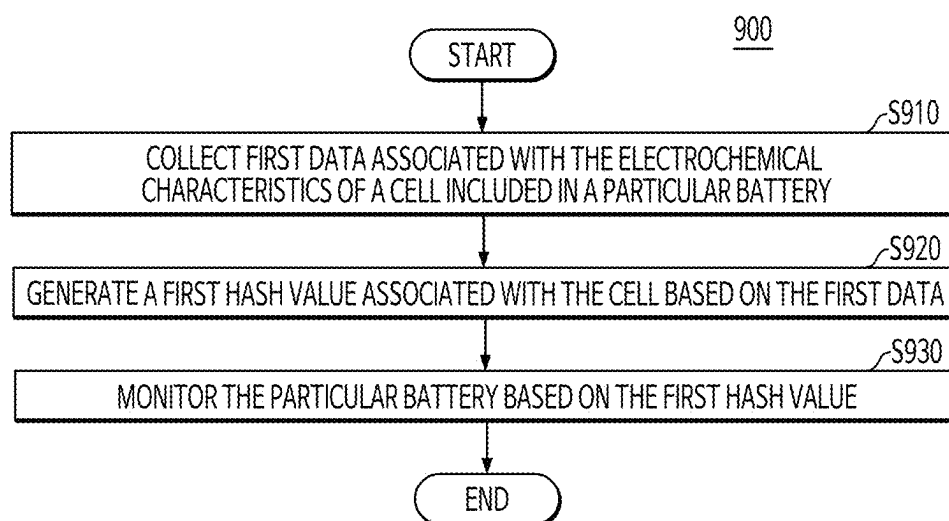 900
START
S910
COLLECT FIRST DATA ASSOCIATED WITH THE ELECTROCHEMICAL
CHARACTERISTICS OF A CELL INCLUDED IN A PARTICULAR BATTERY
S920
GENERATE A FIRST HASH VALUE ASSOCIATED WITH THE CELL BASED ON THE FIRST DATA
S930
MONITOR THE PARTICULAR BATTERY BASED ON THE FIRST HASH VALUE
END